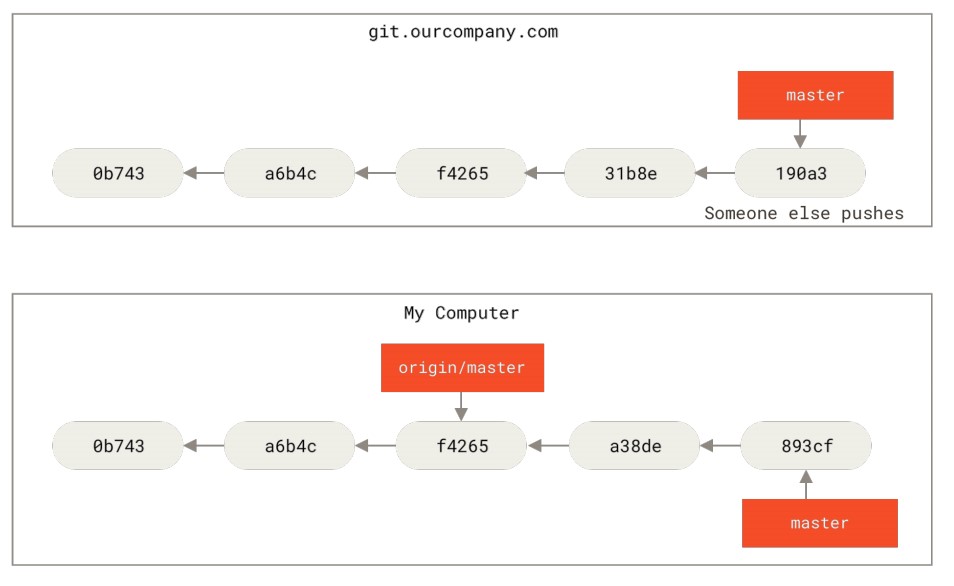 git.ourcompany.com
master
0b743
a6b4c
f4265
31b8e
190a3
Someone else pushes
My Computer
origin/master
0b743
a6b4c
f4265
a38de
893cf
master